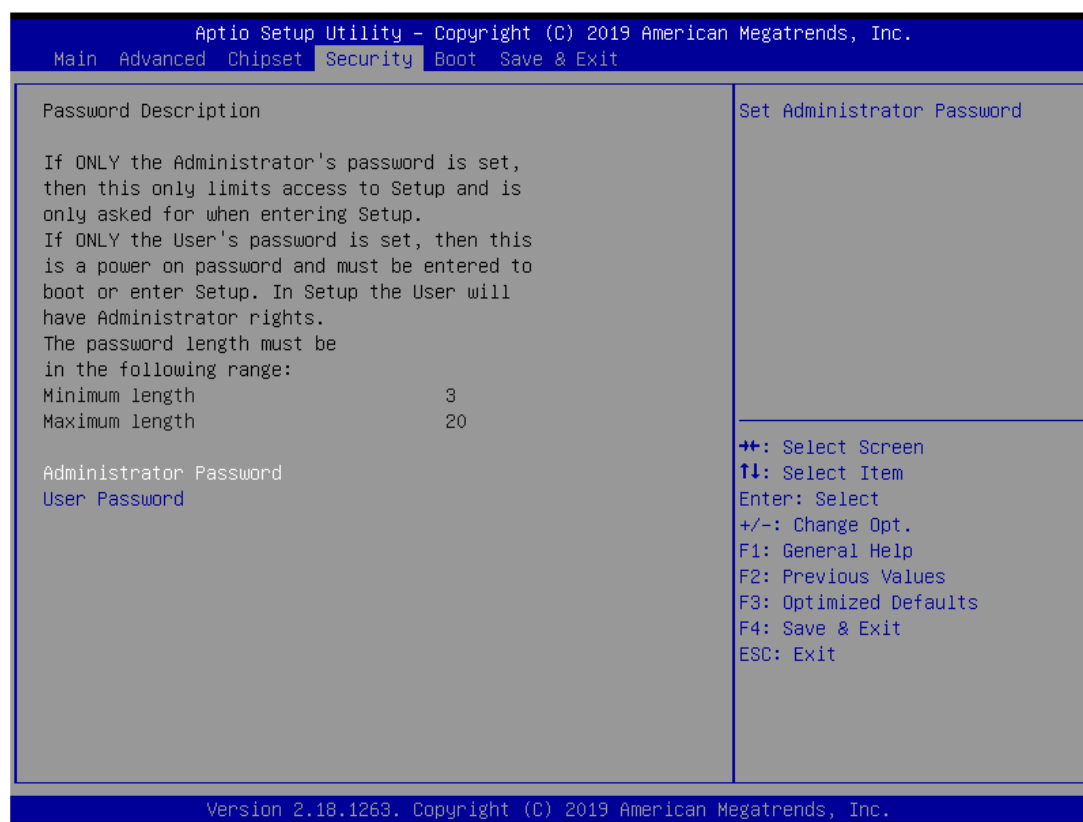 Aptio Setup Utility – Copyright (C) 2019 American Megatrends, Inc.
Main Advanced Chipset Security Boot Save & Exit
Password Description
If ONLY the Administrator's password is set,
then this only limits access to Setup and is
only asked for when entering Setup.
If ONLY the User's password is set, then this
is a power on password and must be entered to
boot or enter Setup. In Setup the User will
have Administrator rights.
The password length must be
in the following range:
Minimum length 3
Maximum length 20
Administrator Password
User Password
Set Administrator Password
→←: Select Screen
↑↓: Select Item
Enter: Select
+/-: Change Opt.
F1: General Help
F2: Previous Values
F3: Optimized Defaults
F4: Save & Exit
ESC: Exit
Version 2.18.1263. Copyright (C) 2019 American Megatrends, Inc.